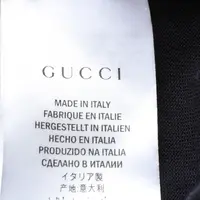 GUCCI
MADE IN ITALY
FABRIQUE EN ITALIE
HERGESTELLT IN ITALIEN
HECHO EN ITALIA
PRODUZIDO NA ITÁLIA
СДЕЛАНО В ИТАЛИИ
イタリア製
产地:意大利